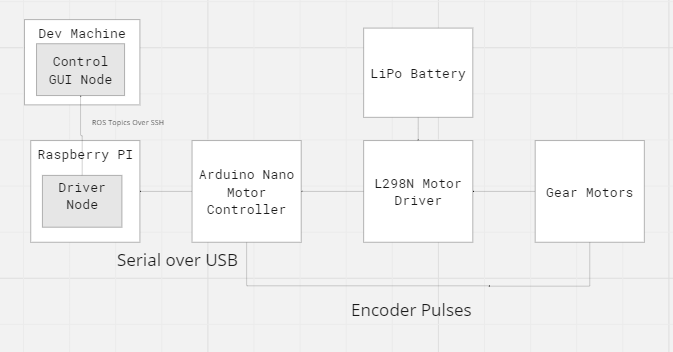 Dev Machine
Control
GUI Node
ROS Topics Over SSH
Raspberry PI
Driver
Node
Arduino Nano
Motor
Controller
LiPo Battery
L298N Motor
Driver
Gear Motors
Serial over USB
Encoder Pulses